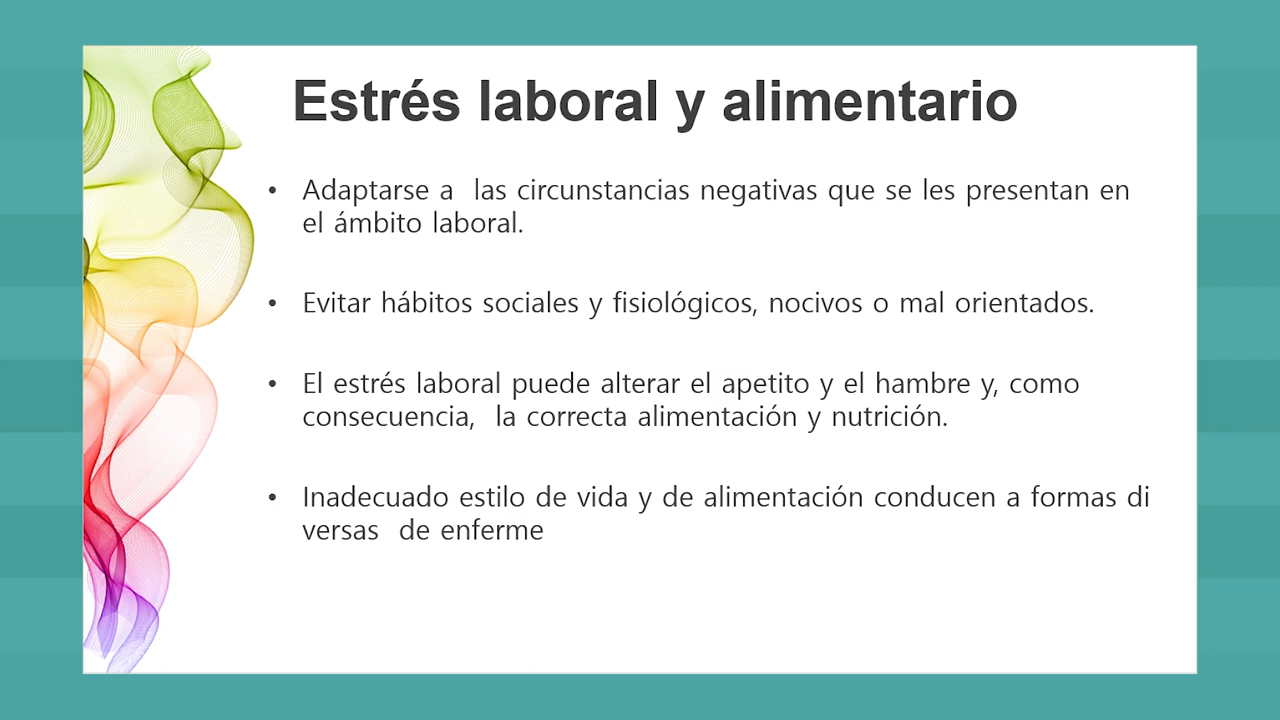 Estrés laboral y alimentario
• Adaptarse a  las circunstancias negativas que se les presentan en
el ámbito laboral.
• Evitar hábitos sociales y fisiológicos, nocivos o mal orientados.
• El estrés laboral puede alterar el apetito y el hambre y, como
consecuencia,  la correcta alimentación y nutrición.
• Inadecuado estilo de vida y de alimentación conducen a formas di
versas  de enferme